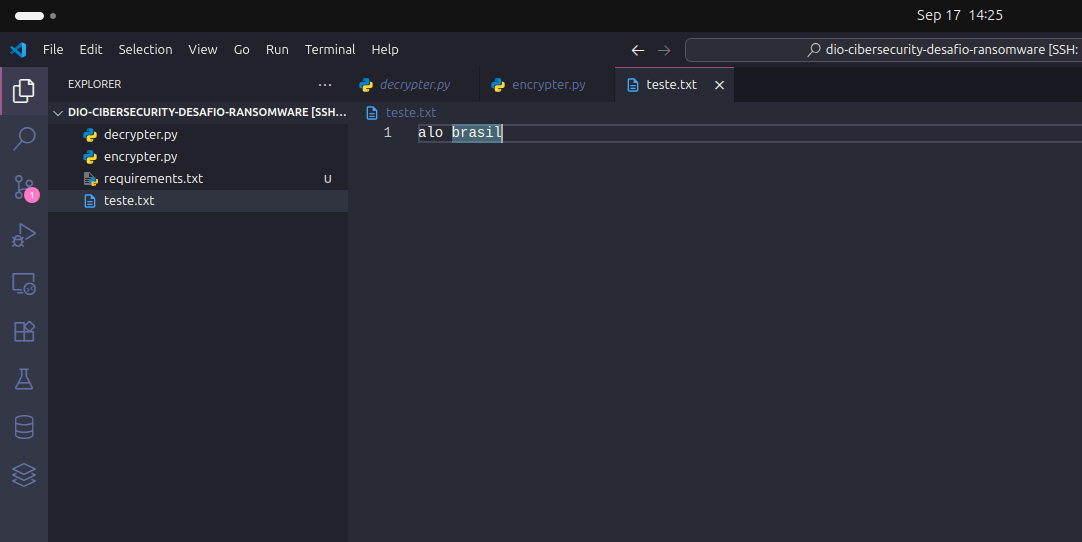 Sep 17 14:25
File Edit Selection View Go Run Terminal Help
dio-cibersecurity-desafio-ransomware [SSH:
EXPLORER
decrypter.py encrypter.py teste.txt
DIO-CIBERSECURITY-DESAFIO-RANSOMWARE [SSH...
teste.txt
decrypter.py
1 alo brasil
encrypter.py
requirements.txt U
1
teste.txt